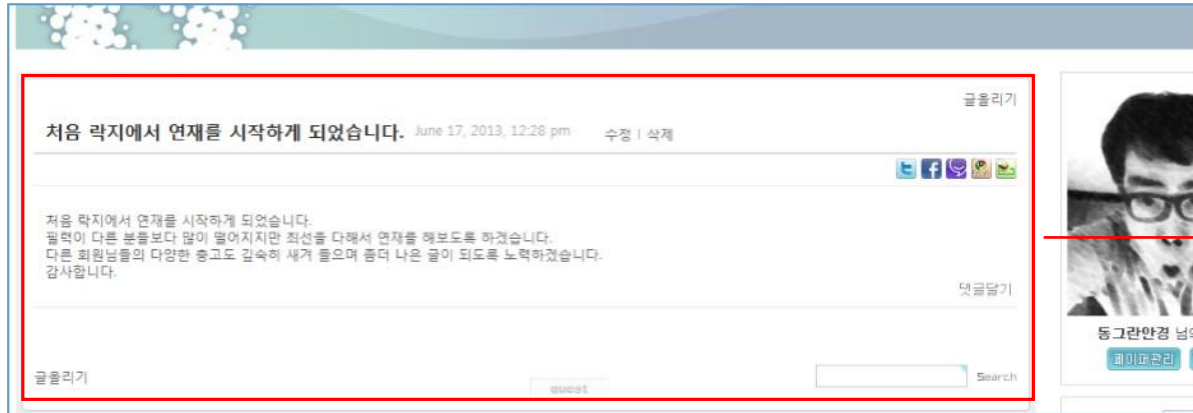 글올리기
처음 락지에서 연재를 시작하게 되었습니다. June 17, 2013, 12:28 pm 수정 | 삭제
처음 락지에서 연재를 시작하게 되었습니다.
필력이 다른 분들보다 많이 떨어지지만 최선을 다해서 연재를 해보도록 하겠습니다.
다른 회원님들의 다양한 충고도 깊숙히 새겨 들으며 좀더 나은 글이 되도록 노력하겠습니다.
감사합니다.
댓글달기
동그란안경 님의
페이퍼관리
글올리기
guest
Search